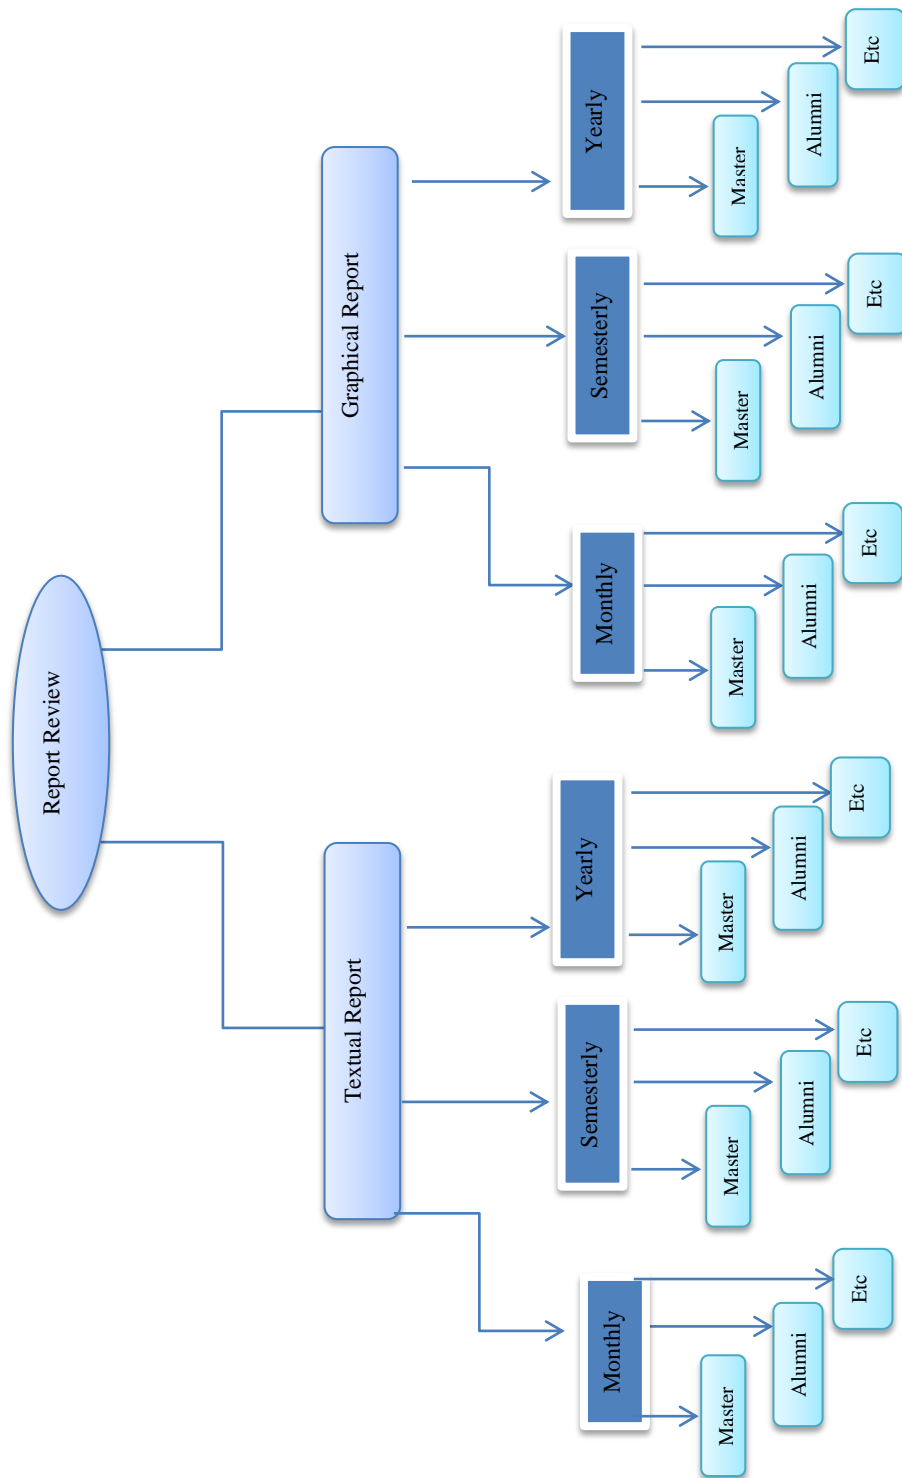 Report Review
Textual Report
Graphical Report
Monthly
Semesterly
Yearly
Monthly
Semesterly
Yearly
Master
Alumni
Etc
Master
Alumni
Etc
Master
Alumni
Etc
Master
Alumni
Etc
Master
Alumni
Etc
Master
Alumni
Etc